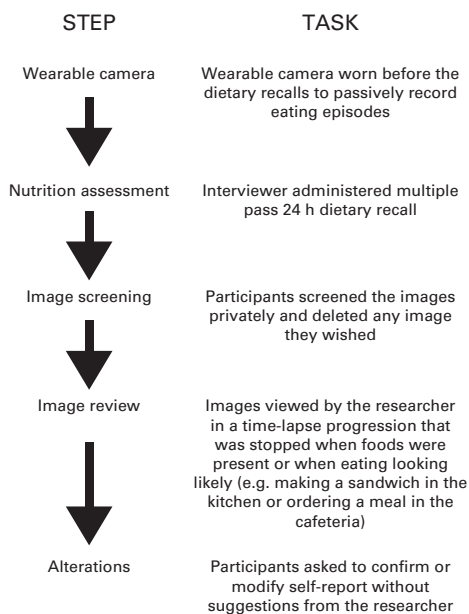 STEP TASK
Wearable camera Wearable camera worn before the
dietary recalls to passively record
eating episodes
Nutrition assessment Interviewer administered multiple
pass 24 h dietary recall
Image screening Participants screened the images
privately and deleted any image
they wished
Image review Images viewed by the researcher
in a time-lapse progression that
was stopped when foods were
present or when eating looking
likely (e.g. making a sandwich in the
kitchen or ordering a meal in the
cafeteria)
Alterations Participants asked to confirm or
modify self-report without
suggestions from the researcher